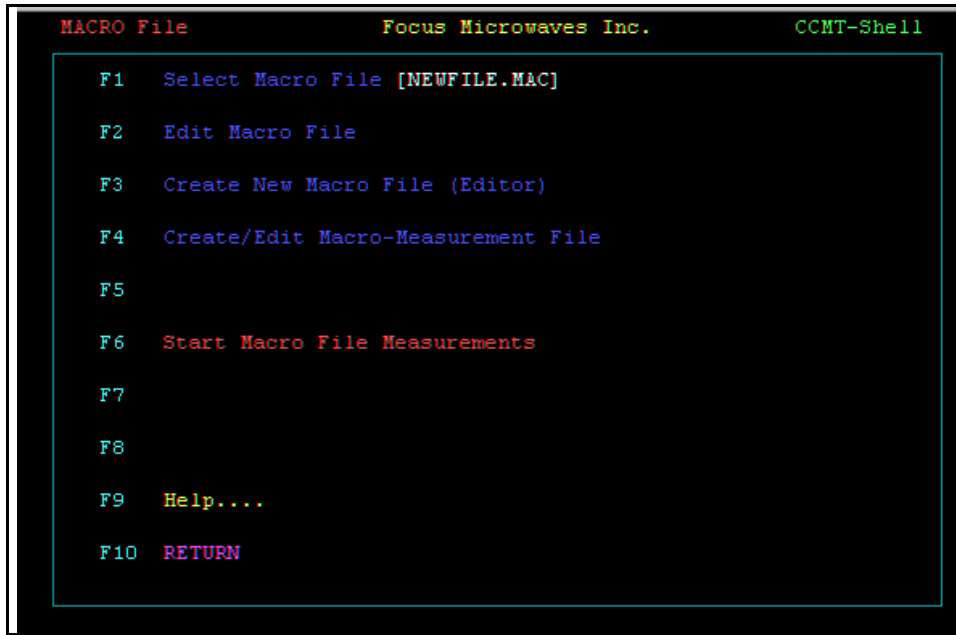 MACRO File Focus Microwaves Inc. CCMT-Shell
F1 Select Macro File [NEWFILE.MAC]
F2 Edit Macro File
F3 Create New Macro File (Editor)
F4 Create/Edit Macro-Measurement File
F5
F6 Start Macro File Measurements
F7
F8
F9 Help....
F10 RETURN